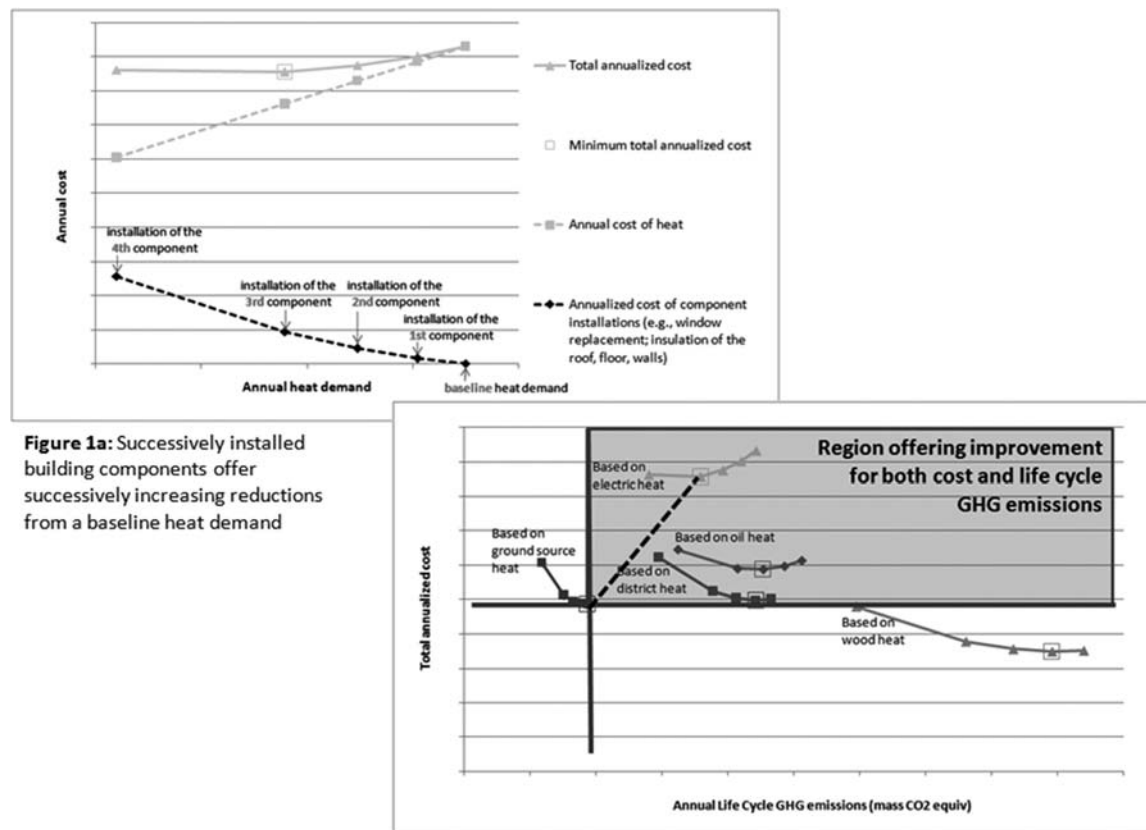 Total annualized cost
Minimum total annualized cost
Annual cost of heat
Annualized cost of component
installations (e.g., window
replacement; insulation of the
roof, floor, walls)
Annual cost
installation of the
4th component
installation of the
3rd component
installation of the
2nd component
installation of the
1st component
Annual heat demand
baseline heat demand
Figure 1a: Successively installed
building components offer
successively increasing reductions
from a baseline heat demand
Region offering improvement
for both cost and life cycle
GHG emissions
Based on
electric heat
Based on
ground source
heat
Based on oil heat
Based on
district heat
Based on
wood heat
Total annualized cost
Annual Life Cycle GHG emissions (mass CO2 equiv)